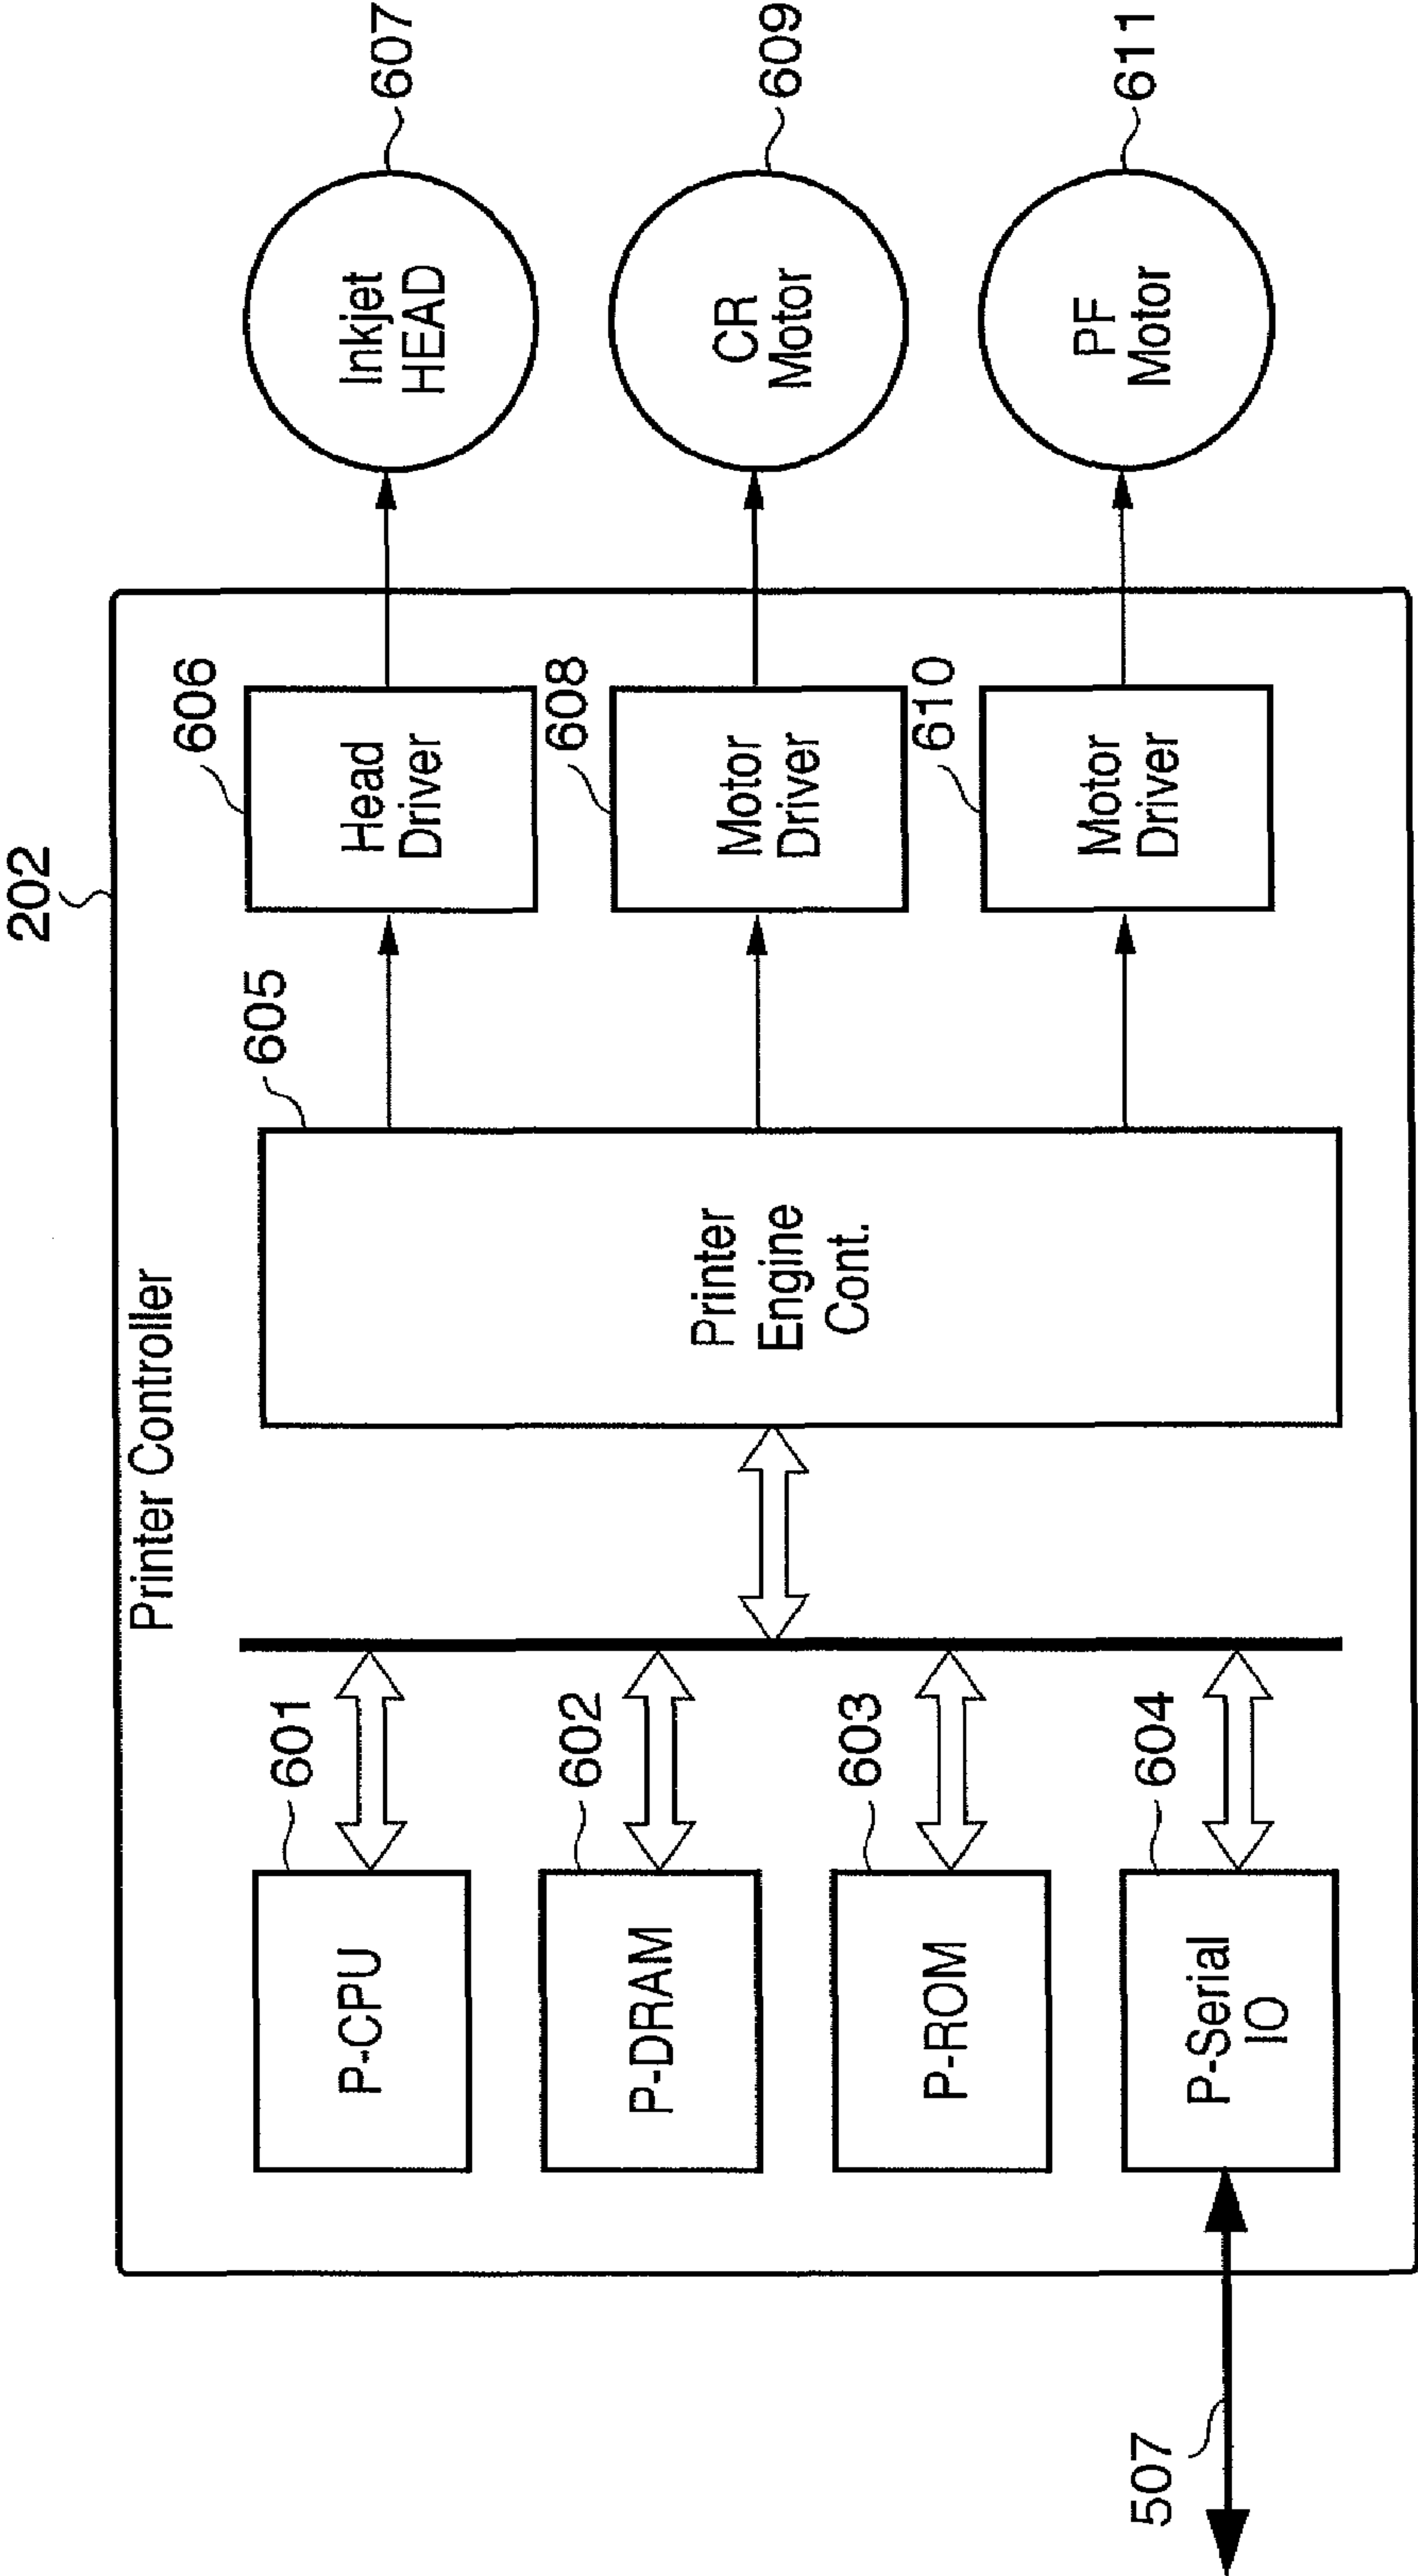 202
Printer Controller
601
P-CPU
602
P-DRAM
603
P-ROM
604
P-Serial
IO
507
605
Printer
Engine
Cont.
606
Head
Driver
608
Motor
Driver
610
Motor
Driver
607
Inkjet
HEAD
609
CR
Motor
611
PF
Motor